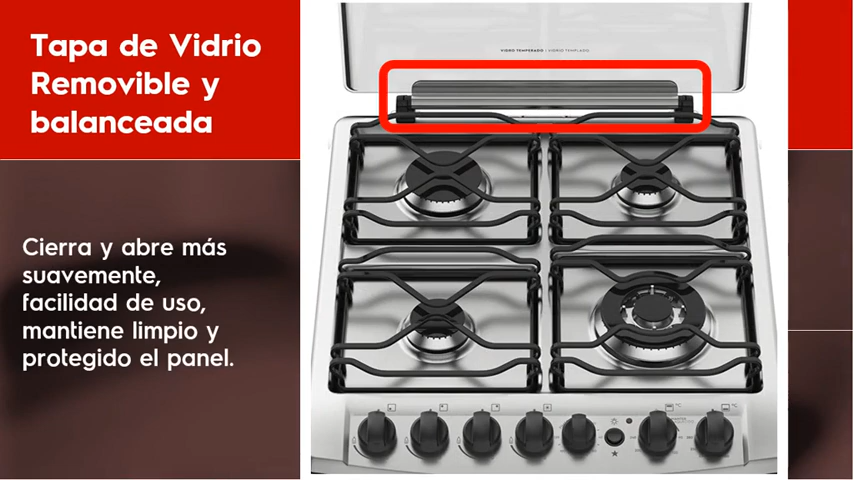 Tapa de Vidrio
Removible y
balanceada
VIDRO TEMPERADO | VIDRIO TEMPLADO
Cierra y abre más
suavemente,
facilidad de uso,
mantiene limpio y
protegido el panel.